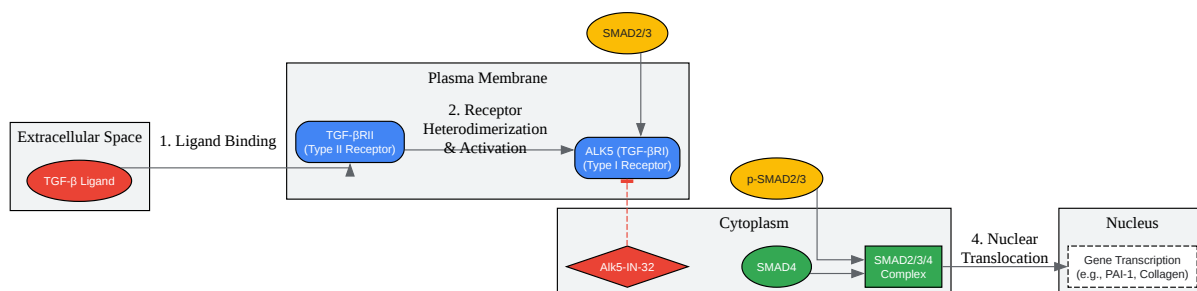 SMAD2/3
Plasma Membrane
Extracellular Space
TGF-β Ligand
1. Ligand Binding
TGF-βRII
(Type II Receptor)
2. Receptor
Heterodimerization
& Activation
ALK5 (TGF-βRI)
(Type I Receptor)
p-SMAD2/3
Cytoplasm
Alk5-IN-32
SMAD4
SMAD2/3/4
Complex
4. Nuclear
Translocation
Nucleus
Gene Transcription
(e.g., PAI-1, Collagen)